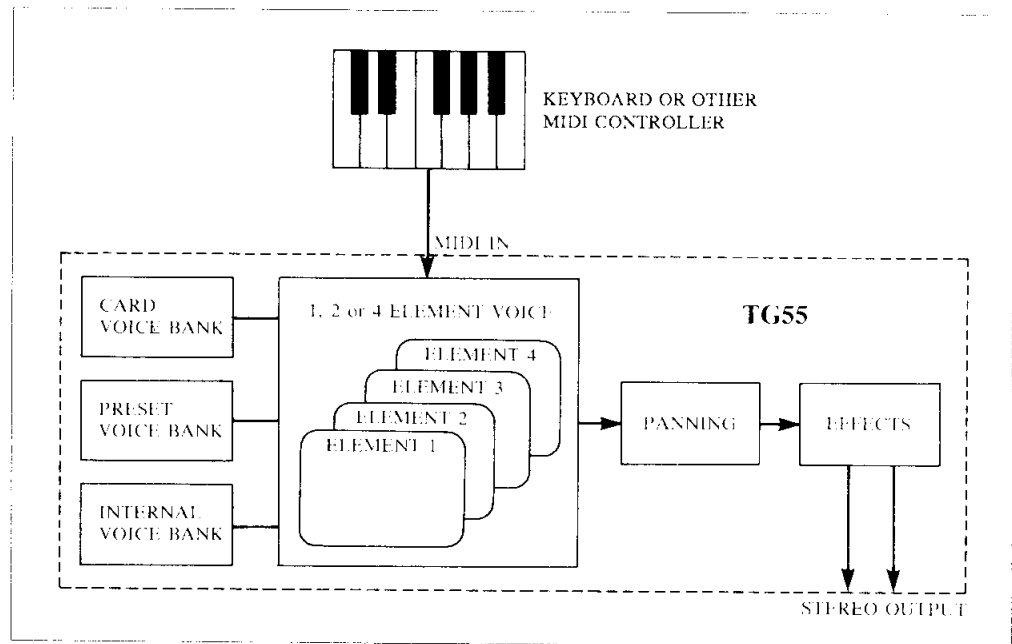 KEYBOARD OR OTHER
MIDI CONTROLLER
MIDI IN
CARD
VOICE BANK
PRESET
VOICE BANK
INTERNAL
VOICE BANK
1, 2 or 4 ELEMENT VOICE
ELEMENT 4
ELEMENT 3
ELEMENT 2
ELEMENT 1
TG55
PANNING
EFFECTS
STEREO OUTPUT